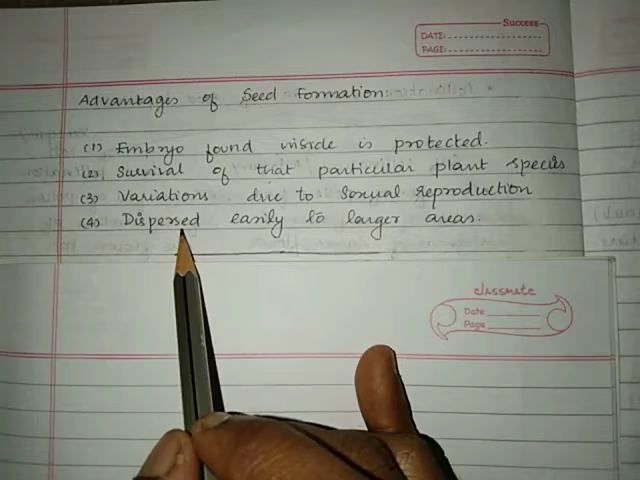 Success
DATE:
PAGE:
Advantages of Seed Formation:
(1) Embryo found inside is protected.
(2) Survival of that particular plant species
(3) Variations due to Sexual Reproduction
(4) Dispersed easily to larger areas.
classmate
Date
Page